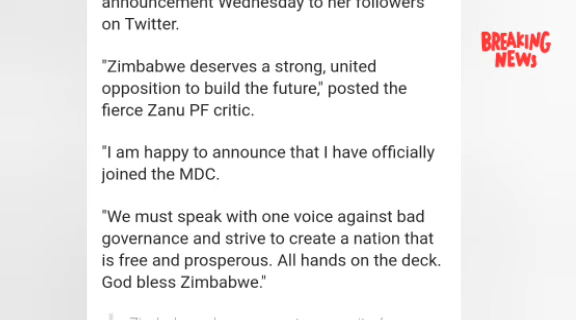 announcement Wednesday to her followers
on Twitter.
"Zimbabwe deserves a strong, united
opposition to build the future," posted the
fierce Zanu PF critic.
"I am happy to announce that I have officially
joined the MDC.
"We must speak with one voice against bad
governance and strive to create a nation that
is free and prosperous. All hands on the deck.
God bless Zimbabwe."
BREAKING
NEWS